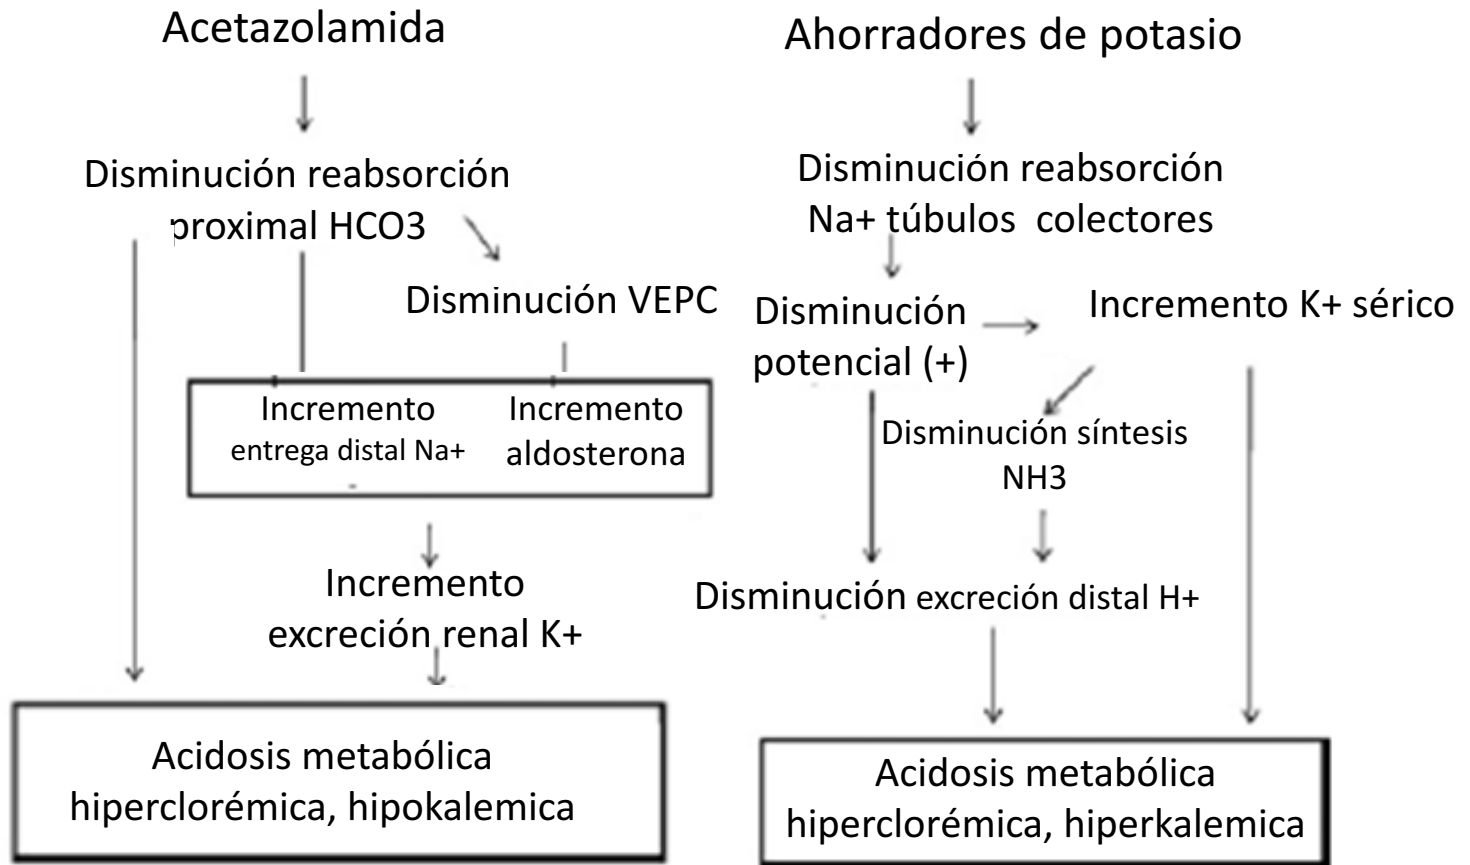 Acetazolamida
Disminución reabsorción
proximal HCO3
Disminución VEPC
Incremento
entrega distal Na+
Incremento
aldosterona
Incremento
excreción renal K+
Acidosis metabólica
hiperclorémica, hipokalemica
Ahorradores de potasio
Disminución reabsorción
Na+ túbulos colectores
Disminución
potencial (+)
Incremento K+ sérico
Disminución síntesis
NH3
Disminución excreción distal H+
Acidosis metabólica
hiperclorémica, hiperkalemica